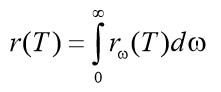 r(T) = ∫₀^∞ r_ω(T)dω